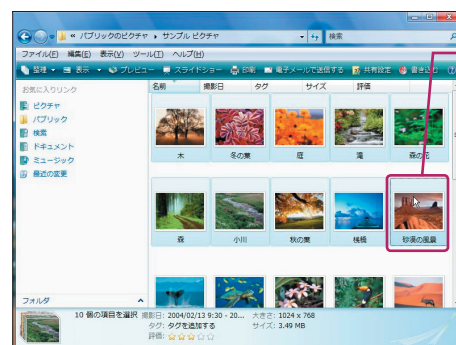 « パブリックのピクチャ ▸ サンプル ピクチャ 検索
ファイル(F) 編集(E) 表示(V) ツール(T) ヘルプ(H)
整理 表示 プレビュー スライドショー 印刷 電子メールで送信する 共有設定 書き込む
お気に入りリンク
ピクチャ
パブリック
検索
ドキュメント
ミュージック
最近の変更
フォルダ
名前 撮影日 タグ サイズ 評価
木 冬の葉 庭 滝 森の花
森 小川 秋の葉 桟橋 砂漠の風景
10 個の項目を選択 撮影日: 2004/02/13 9:30 - 20... 大きさ: 1024 x 768
タグ: タグを追加する サイズ: 3.49 MB
評価: